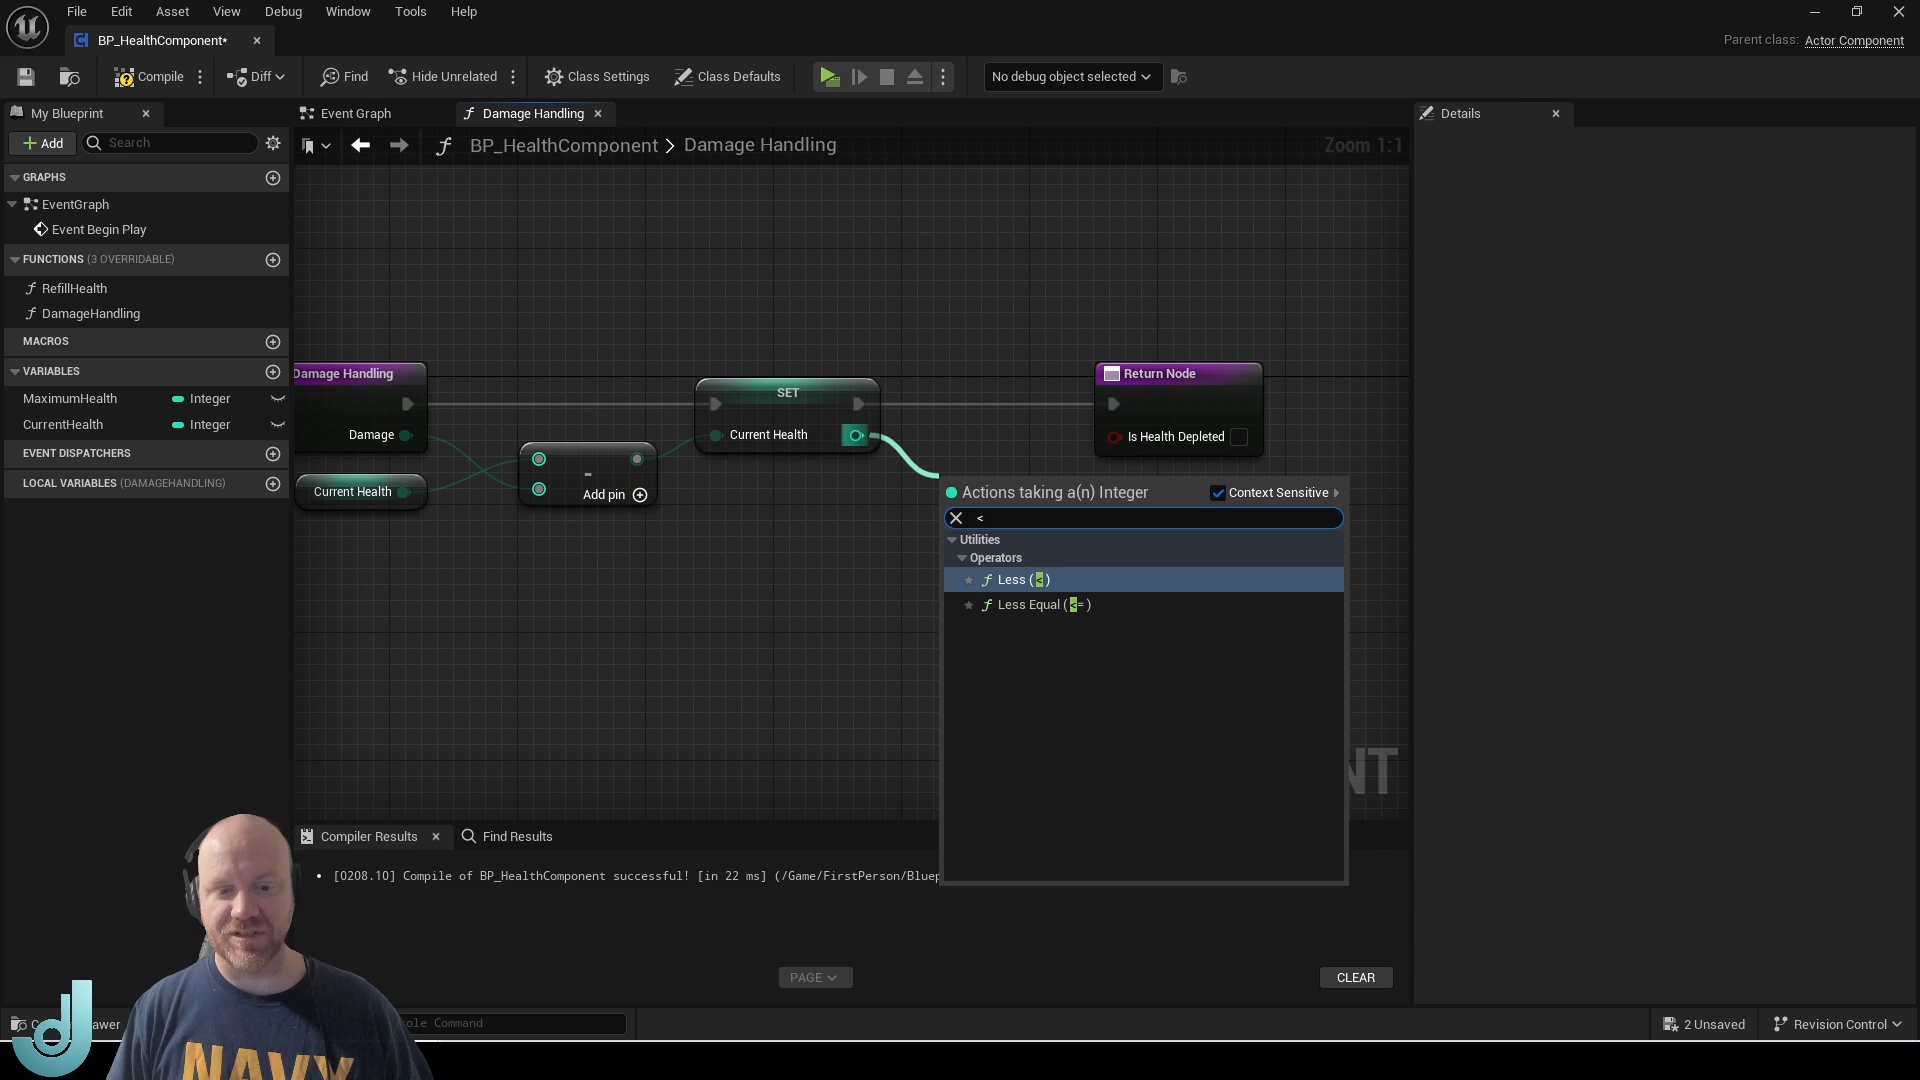 File Edit Asset View Debug Window Tools Help
BP_HealthComponent*
Parent class: Actor Component
Compile Diff Find Hide Unrelated Class Settings Class Defaults No debug object selected
My Blueprint Event Graph Damage Handling Details
Add Search
BP_HealthComponent > Damage Handling
Zoom 1:1
GRAPHS
EventGraph
Event Begin Play
FUNCTIONS (3 OVERRIDABLE)
RefillHealth
DamageHandling
MACROS
VARIABLES
MaximumHealth Integer
CurrentHealth Integer
EVENT DISPATCHERS
LOCAL VARIABLES (DAMAGEHANDLING)
Damage Handling
Damage
Current Health
-
Add pin
SET
Current Health
Return Node
Is Health Depleted
Actions taking a(n) Integer Context Sensitive
<
Utilities
Operators
Less (<)
Less Equal (<=)
Compiler Results Find Results
• [0208.10] Compile of BP_HealthComponent successful! [in 22 ms] (/Game/FirstPerson/Bluep
PAGE
CLEAR
Command
2 Unsaved Revision Control
NAVY